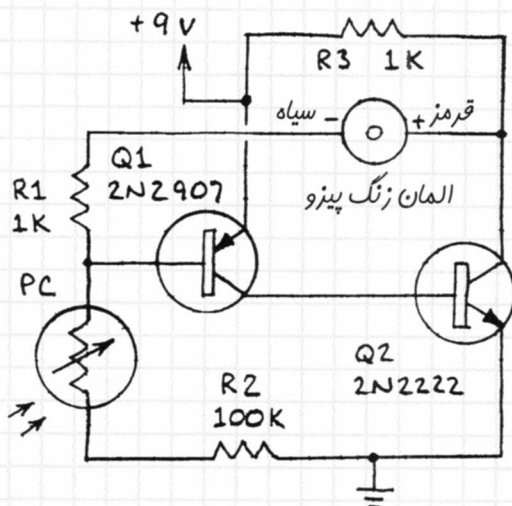 +9V
R3 1K
سیاه - + قرمز
المان زنگ پیزو
Q1
2N2907
R1
1K
PC
Q2
2N2222
R2
100K